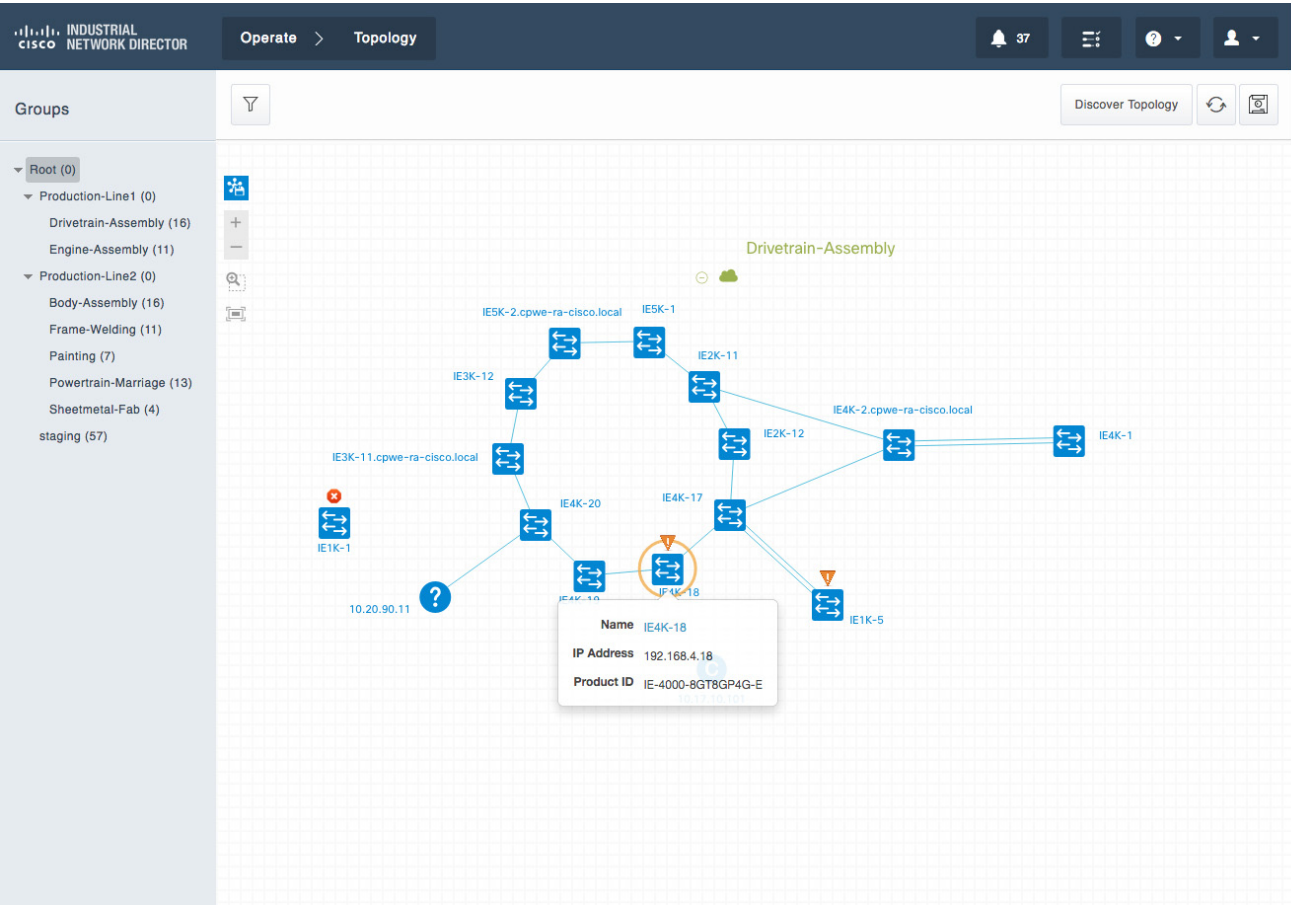 INDUSTRIAL
CISCO NETWORK DIRECTOR
Operate > Topology
37
Groups
Discover Topology
Root (0)
Production-Line1 (0)
Drivetrain-Assembly (16)
Engine-Assembly (11)
Production-Line2 (0)
Body-Assembly (16)
Frame-Welding (11)
Painting (7)
Powertrain-Marriage (13)
Sheetmetal-Fab (4)
staging (57)
Drivetrain-Assembly
IE5K-2.cpwe-ra-cisco.local
IE5K-1
IE2K-11
IE3K-12
IE4K-2.cpwe-ra-cisco.local
IE2K-12
IE4K-1
IE3K-11.cpwe-ra-cisco.local
IE4K-20
IE4K-17
IE1K-1
IE4K-19
IE4K-18
10.20.90.11
IE1K-5
Name IE4K-18
IP Address 192.168.4.18
Product ID IE-4000-8GT8GP4G-E